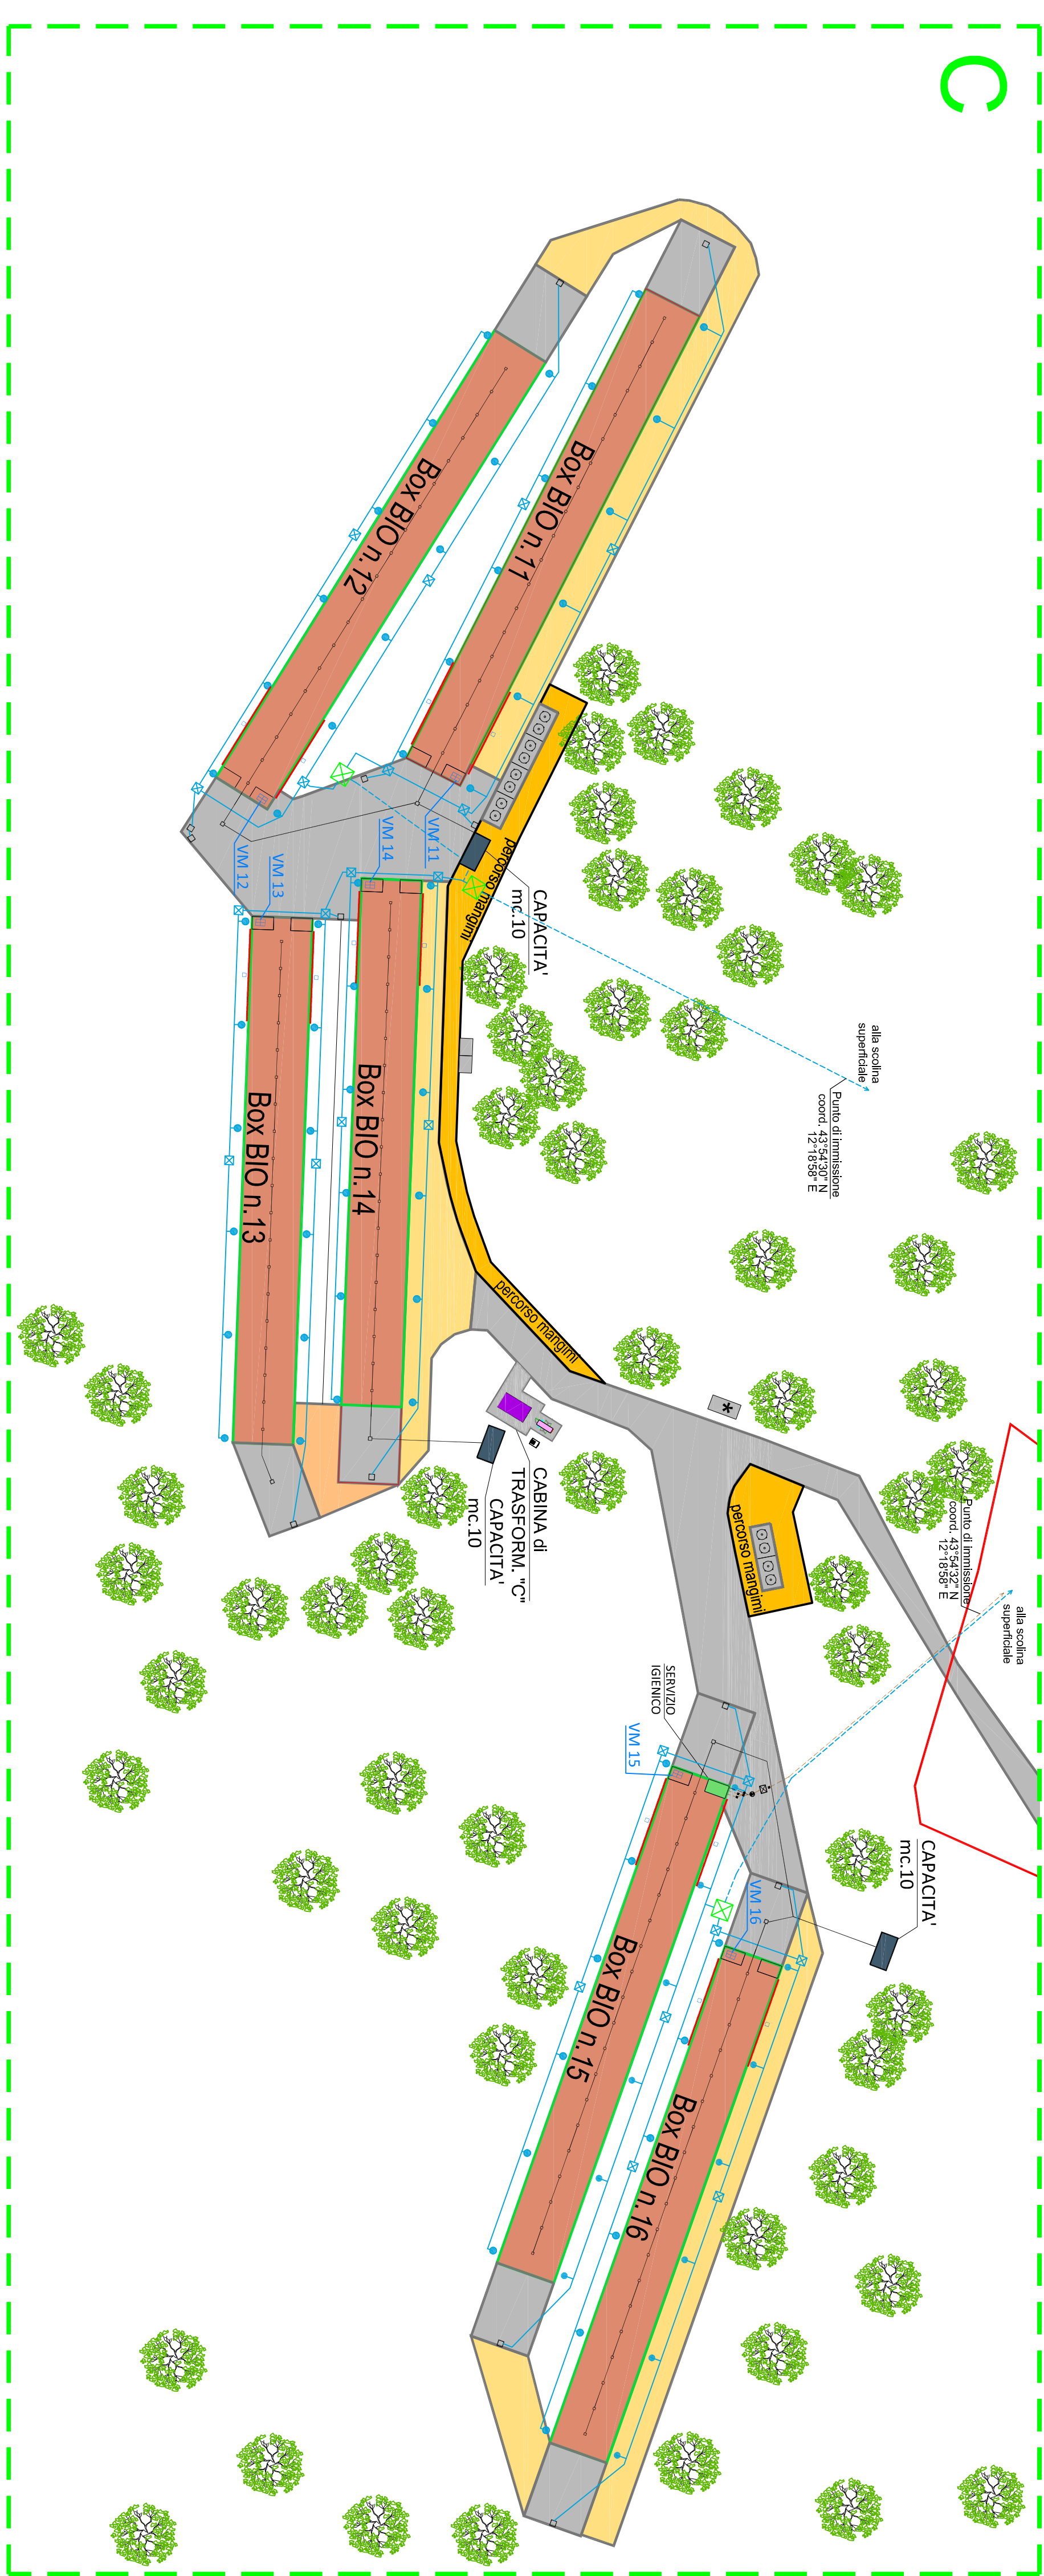 C
Box BIO n.11
Box BIO n.12
VM 11
VM 14
VM 13
VM 12
percorso mangimi
CAPACITA'
mc.10
alla scolina
superficiale
Punto di immissione
coord. 43°54'30" N
12°18'58" E
Box BIO n.14
Box BIO n.13
percorso mangimi
*
CABINA di
TRASFORM. "C"
CAPACITA'
mc.10
percorso mangimi
Punto di immissione
coord. 43°54'32" N
12°18'58" E
alla scolina
superficiale
SERVIZIO
IGIENICO
VM 15
VM 16
CAPACITA'
mc.10
Box BIO n.15
Box BIO n.16